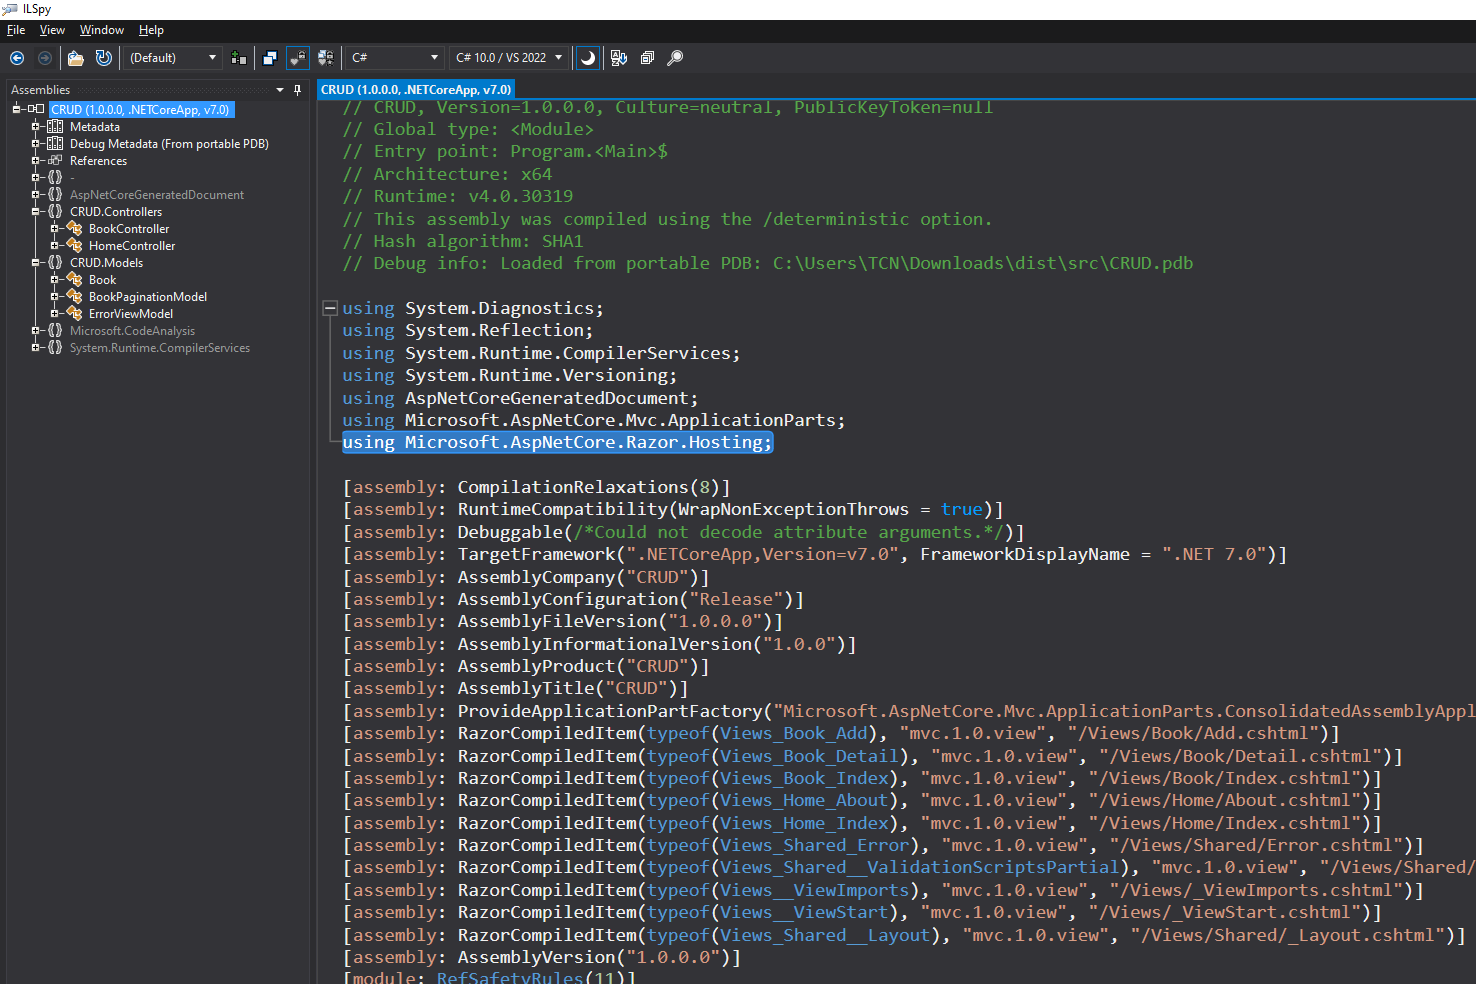 ILSpy
File View Window Help
(Default) C# C# 10.0 / VS 2022
Assemblies
CRUD (1.0.0.0, .NETCoreApp, v7.0)
Metadata
Debug Metadata (From portable PDB)
References
-
AspNetCoreGeneratedDocument
CRUD.Controllers
BookController
HomeController
CRUD.Models
Book
BookPaginationModel
ErrorViewModel
Microsoft.CodeAnalysis
System.Runtime.CompilerServices
CRUD (1.0.0.0, .NETCoreApp, v7.0)
// CRUD, Version=1.0.0.0, Culture=neutral, PublicKeyToken=null
// Global type: <Module>
// Entry point: Program.<Main>$
// Architecture: x64
// Runtime: v4.0.30319
// This assembly was compiled using the /deterministic option.
// Hash algorithm: SHA1
// Debug info: Loaded from portable PDB: C:\Users\TCN\Downloads\dist\src\CRUD.pdb
using System.Diagnostics;
using System.Reflection;
using System.Runtime.CompilerServices;
using System.Runtime.Versioning;
using AspNetCoreGeneratedDocument;
using Microsoft.AspNetCore.Mvc.ApplicationParts;
using Microsoft.AspNetCore.Razor.Hosting;
[assembly: CompilationRelaxations(8)]
[assembly: RuntimeCompatibility(WrapNonExceptionThrows = true)]
[assembly: Debuggable(/*Could not decode attribute arguments.*/)]
[assembly: TargetFramework(".NETCoreApp,Version=v7.0", FrameworkDisplayName = ".NET 7.0")]
[assembly: AssemblyCompany("CRUD")]
[assembly: AssemblyConfiguration("Release")]
[assembly: AssemblyFileVersion("1.0.0.0")]
[assembly: AssemblyInformationalVersion("1.0.0")]
[assembly: AssemblyProduct("CRUD")]
[assembly: AssemblyTitle("CRUD")]
[assembly: ProvideApplicationPartFactory("Microsoft.AspNetCore.Mvc.ApplicationParts.ConsolidatedAssemblyAppl
[assembly: RazorCompiledItem(typeof(Views_Book_Add), "mvc.1.0.view", "/Views/Book/Add.cshtml")]
[assembly: RazorCompiledItem(typeof(Views_Book_Detail), "mvc.1.0.view", "/Views/Book/Detail.cshtml")]
[assembly: RazorCompiledItem(typeof(Views_Book_Index), "mvc.1.0.view", "/Views/Book/Index.cshtml")]
[assembly: RazorCompiledItem(typeof(Views_Home_About), "mvc.1.0.view", "/Views/Home/About.cshtml")]
[assembly: RazorCompiledItem(typeof(Views_Home_Index), "mvc.1.0.view", "/Views/Home/Index.cshtml")]
[assembly: RazorCompiledItem(typeof(Views_Shared_Error), "mvc.1.0.view", "/Views/Shared/Error.cshtml")]
[assembly: RazorCompiledItem(typeof(Views_Shared__ValidationScriptsPartial), "mvc.1.0.view", "/Views/Shared/
[assembly: RazorCompiledItem(typeof(Views__ViewImports), "mvc.1.0.view", "/Views/_ViewImports.cshtml")]
[assembly: RazorCompiledItem(typeof(Views__ViewStart), "mvc.1.0.view", "/Views/_ViewStart.cshtml")]
[assembly: RazorCompiledItem(typeof(Views_Shared__Layout), "mvc.1.0.view", "/Views/Shared/_Layout.cshtml")]
[assembly: AssemblyVersion("1.0.0.0")]
[module: RefSafetyRules(11)]